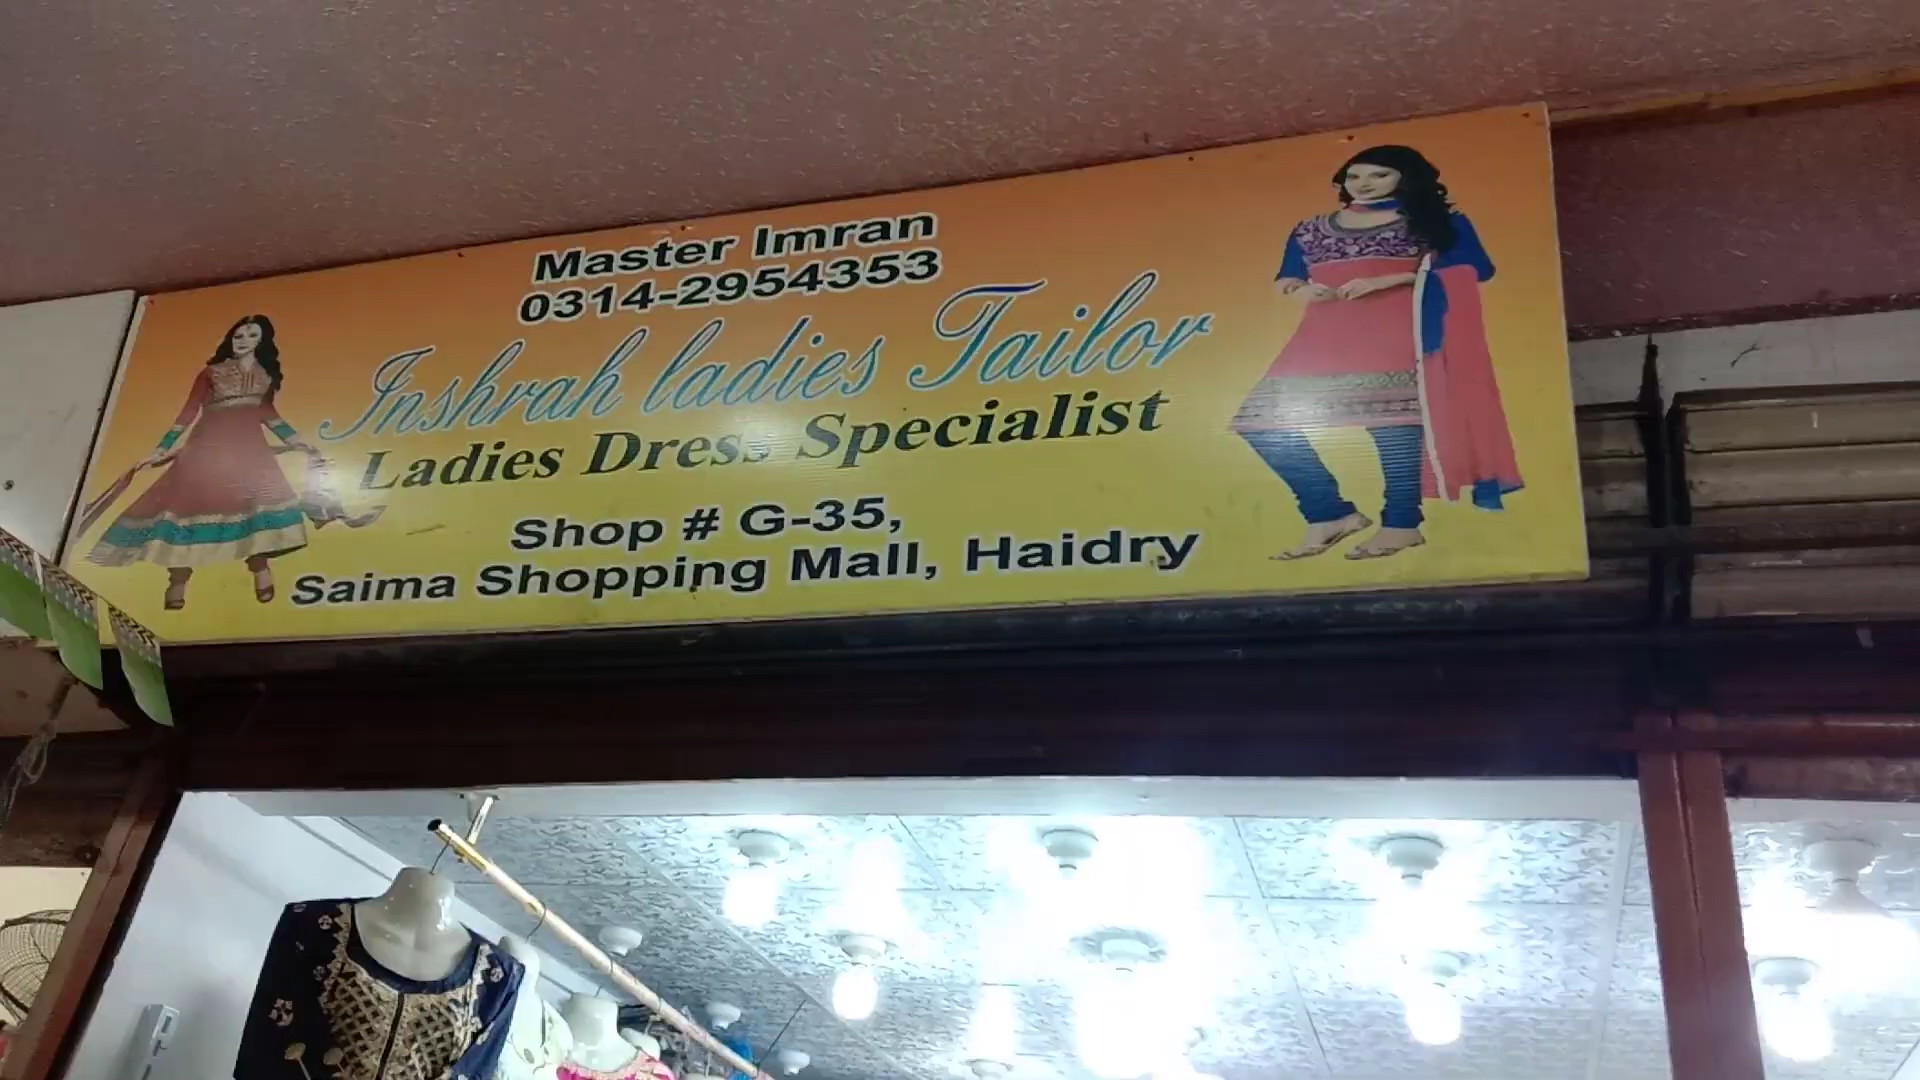 Master Imran
0314-2954353
Inshrah ladies Tailor
Ladies Dress Specialist
Shop # G-35,
Saima Shopping Mall, Haidry